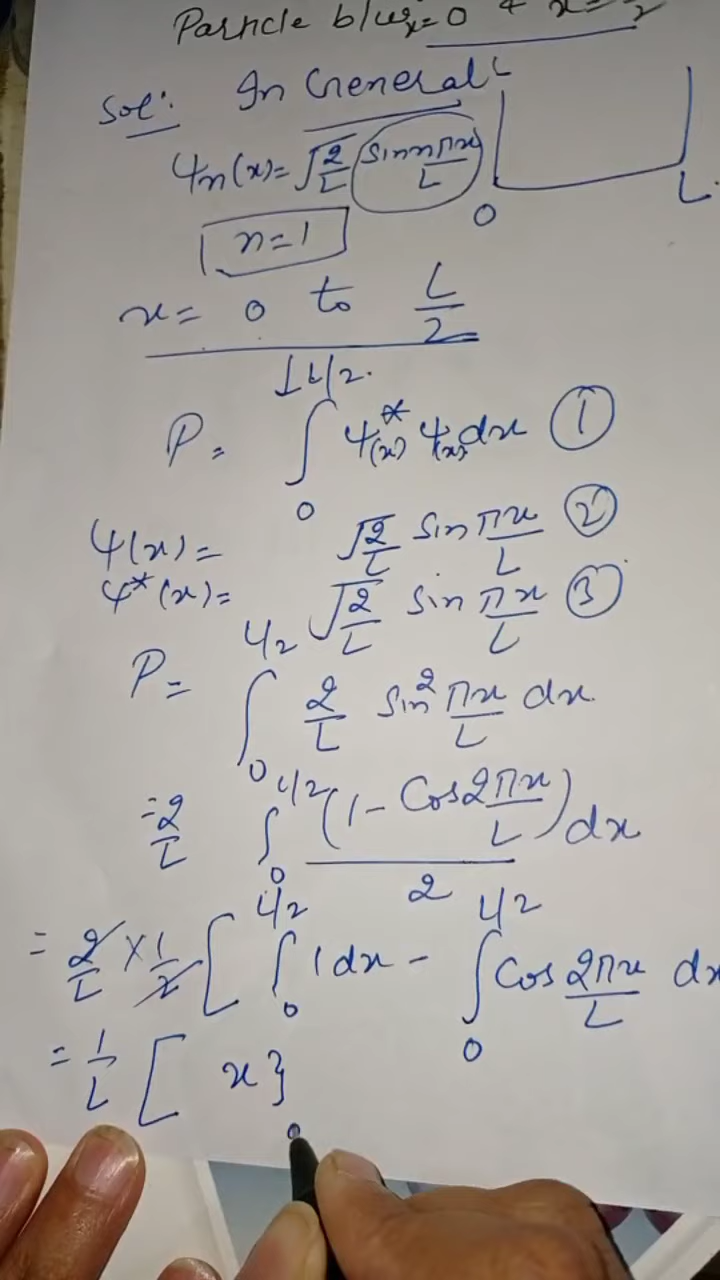 Particle b/w x=0 & x=L/2
Sol: In General
ψn(x)= √2/L sin nπx/L
0 L
n=1
x= 0 to L/2
P= ∫₀^L/2 ψ*(x) ψ(x) dx ①
ψ(x)= √2/L sin πx/L ②
ψ*(x)= √2/L sin πx/L ③
P= ∫₀^L/2 2/L sin² πx/L dx
= 2/L ∫₀^L/2 (1- Cos 2πx/L)/2 dx
= 2/L × 1/2 [ ∫₀^L/2 1dx - ∫₀^L/2 Cos 2πx/L dx
= 1/L [ x} 0